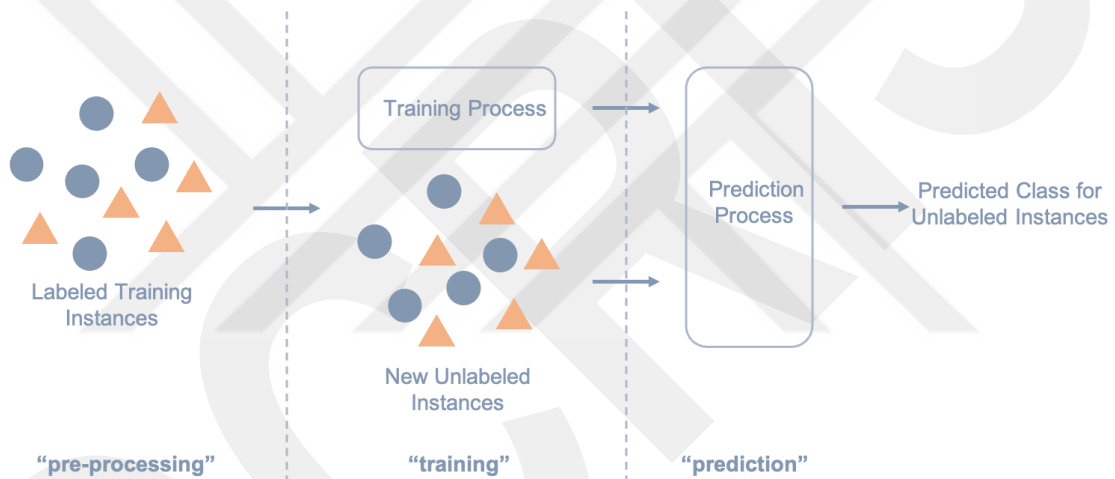 Training Process
Prediction
Process
Predicted Class for
Unlabeled Instances
Labeled Training
Instances
New Unlabeled
Instances
“pre-processing”
“training”
“prediction”